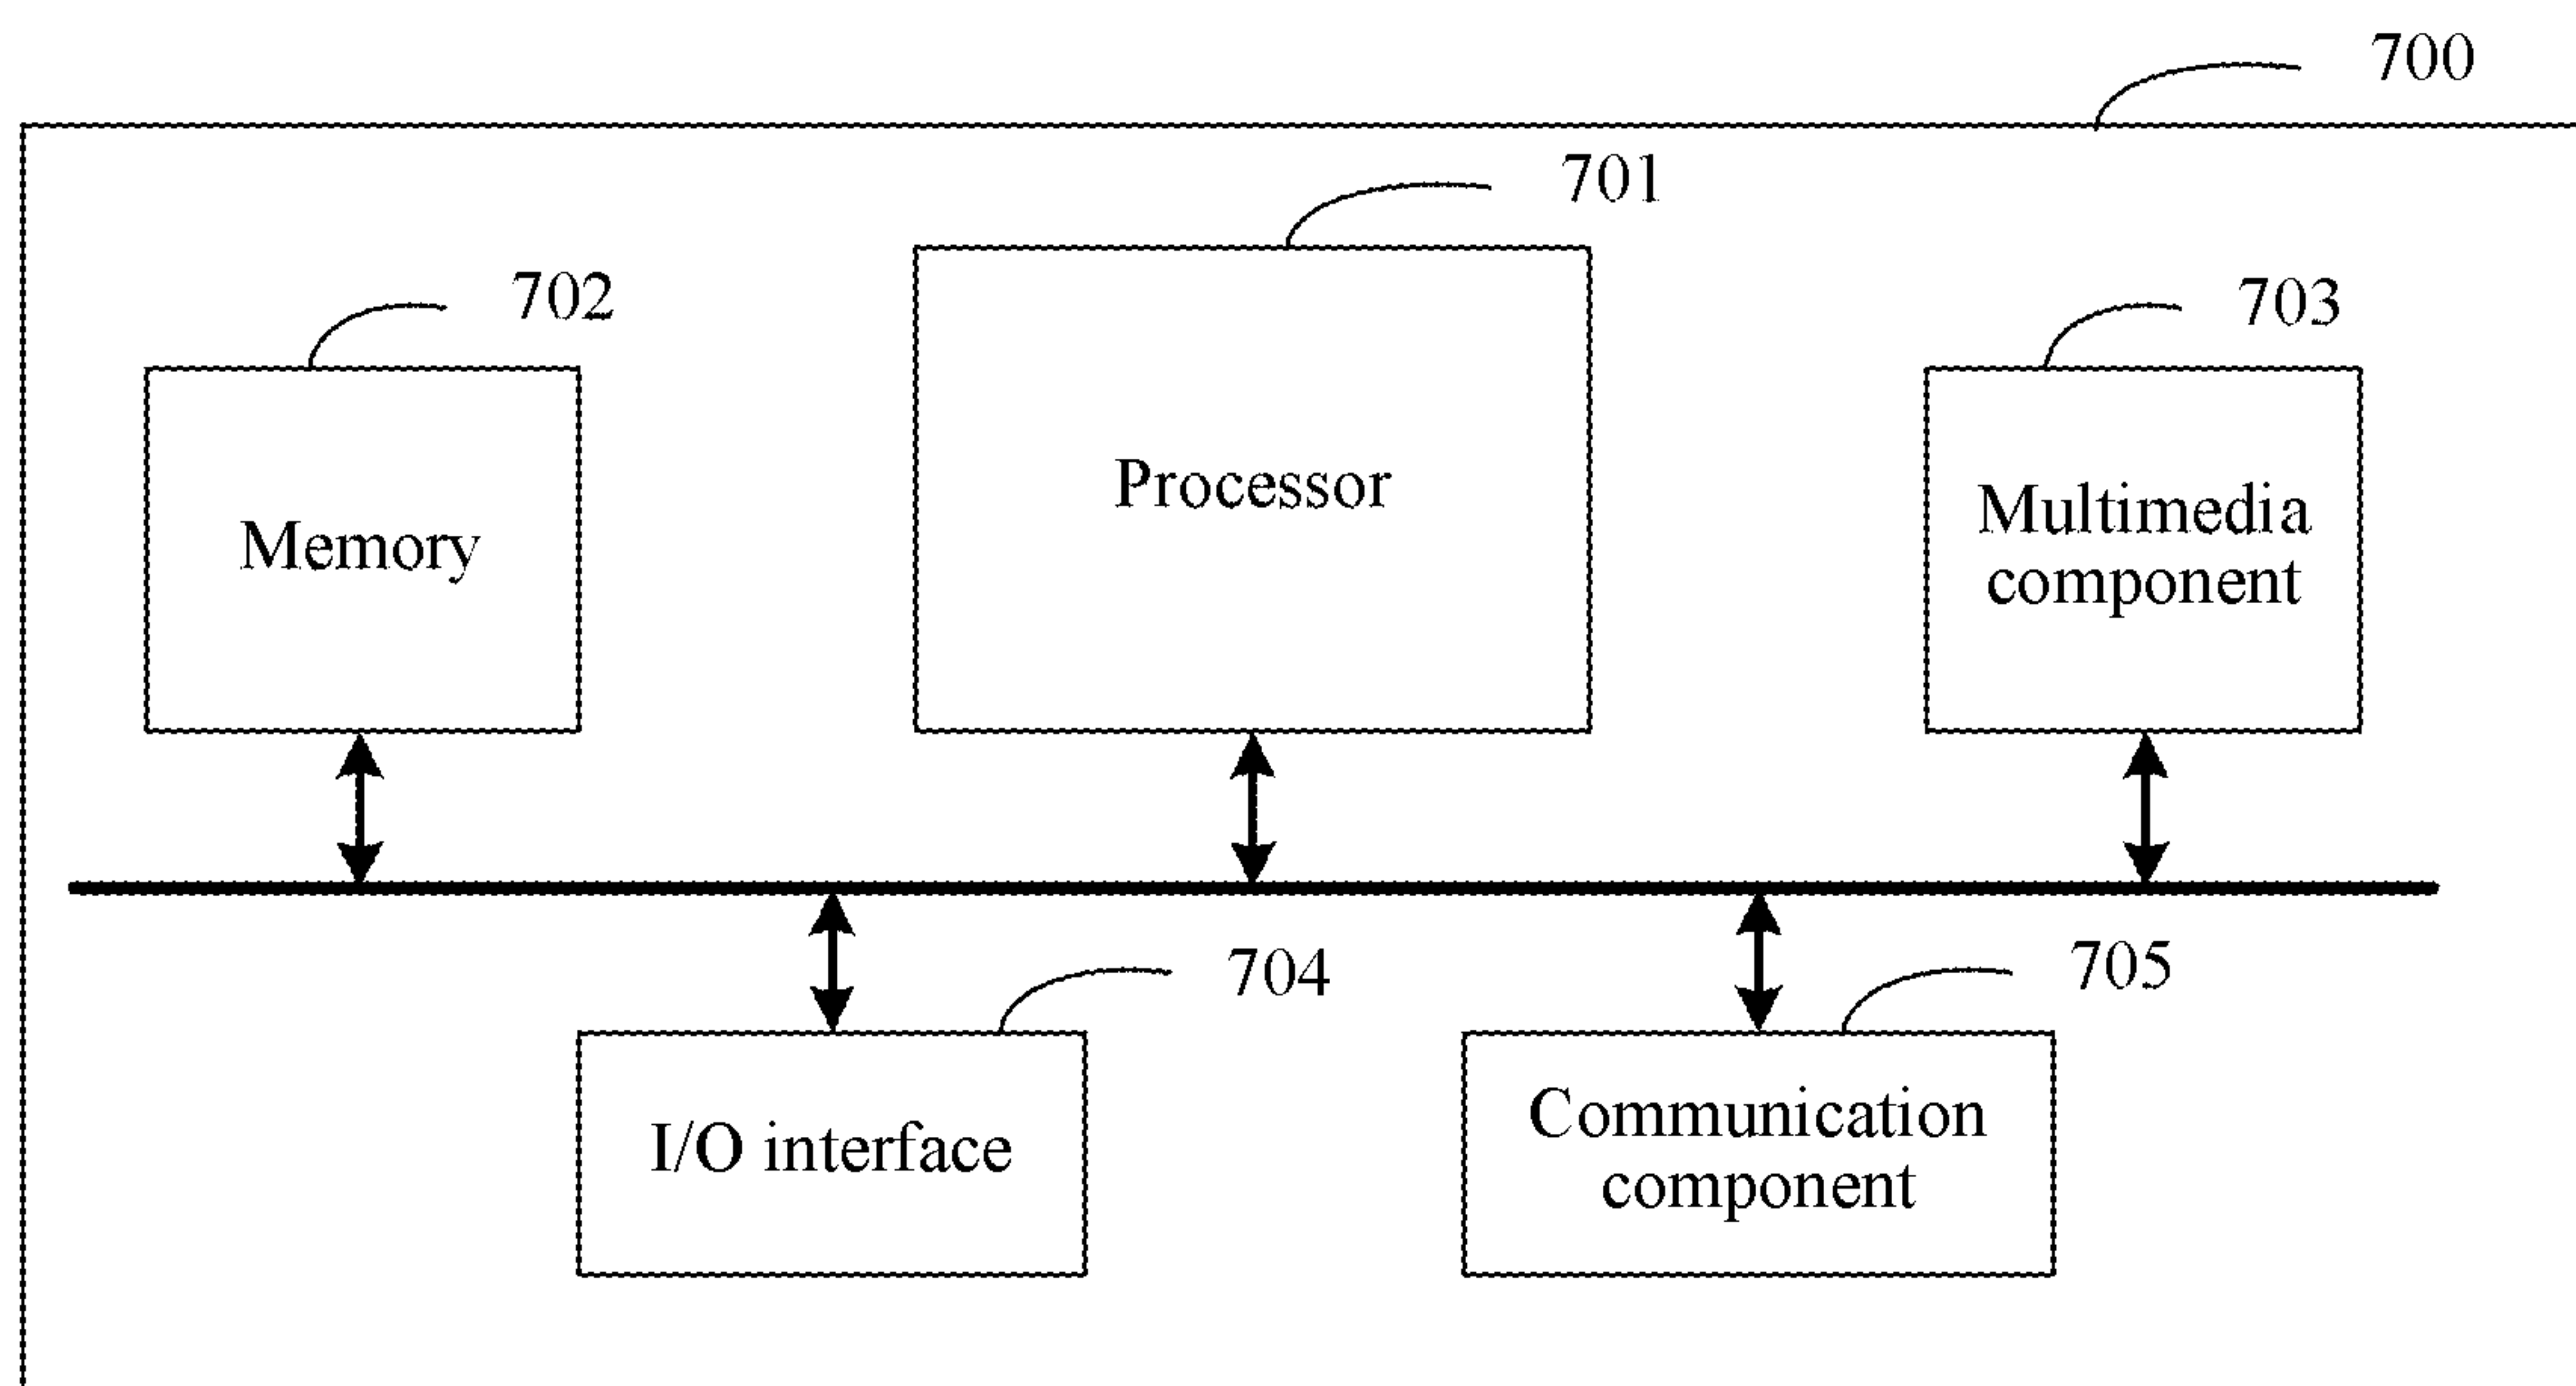 700
701
702
703
Processor
Memory
Multimedia
component
704
705
I/O interface
Communication
component